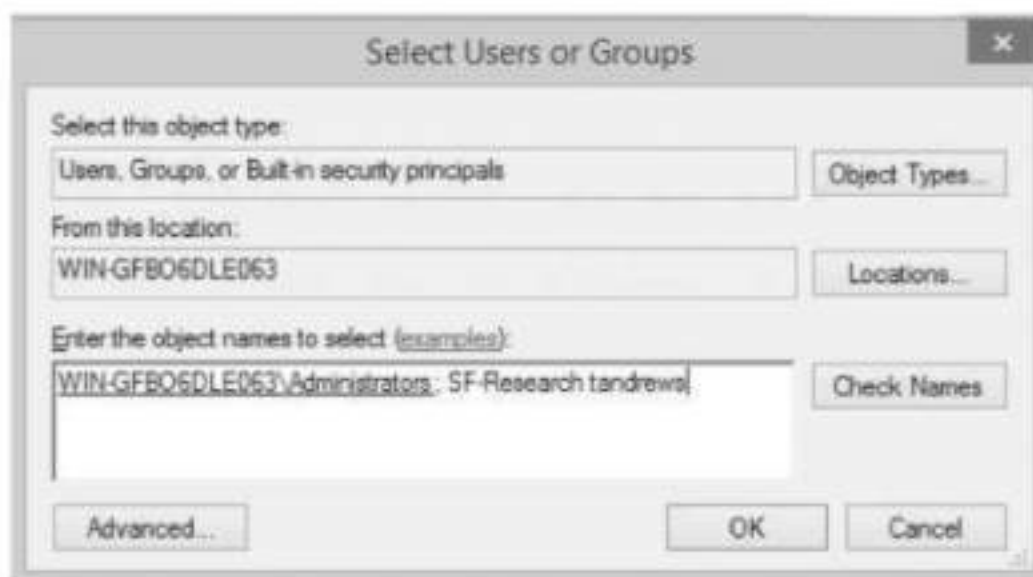 Select Users or Groups
Select this object type:
Users, Groups, or Built-in security principals
Object Types...
From this location:
WIN-GFBO6DLE063
Locations...
Enter the object names to select (examples):
WIN-GFBO6DLE063\Administrators; SF-Research tandrews
Check Names
Advanced...
OK
Cancel